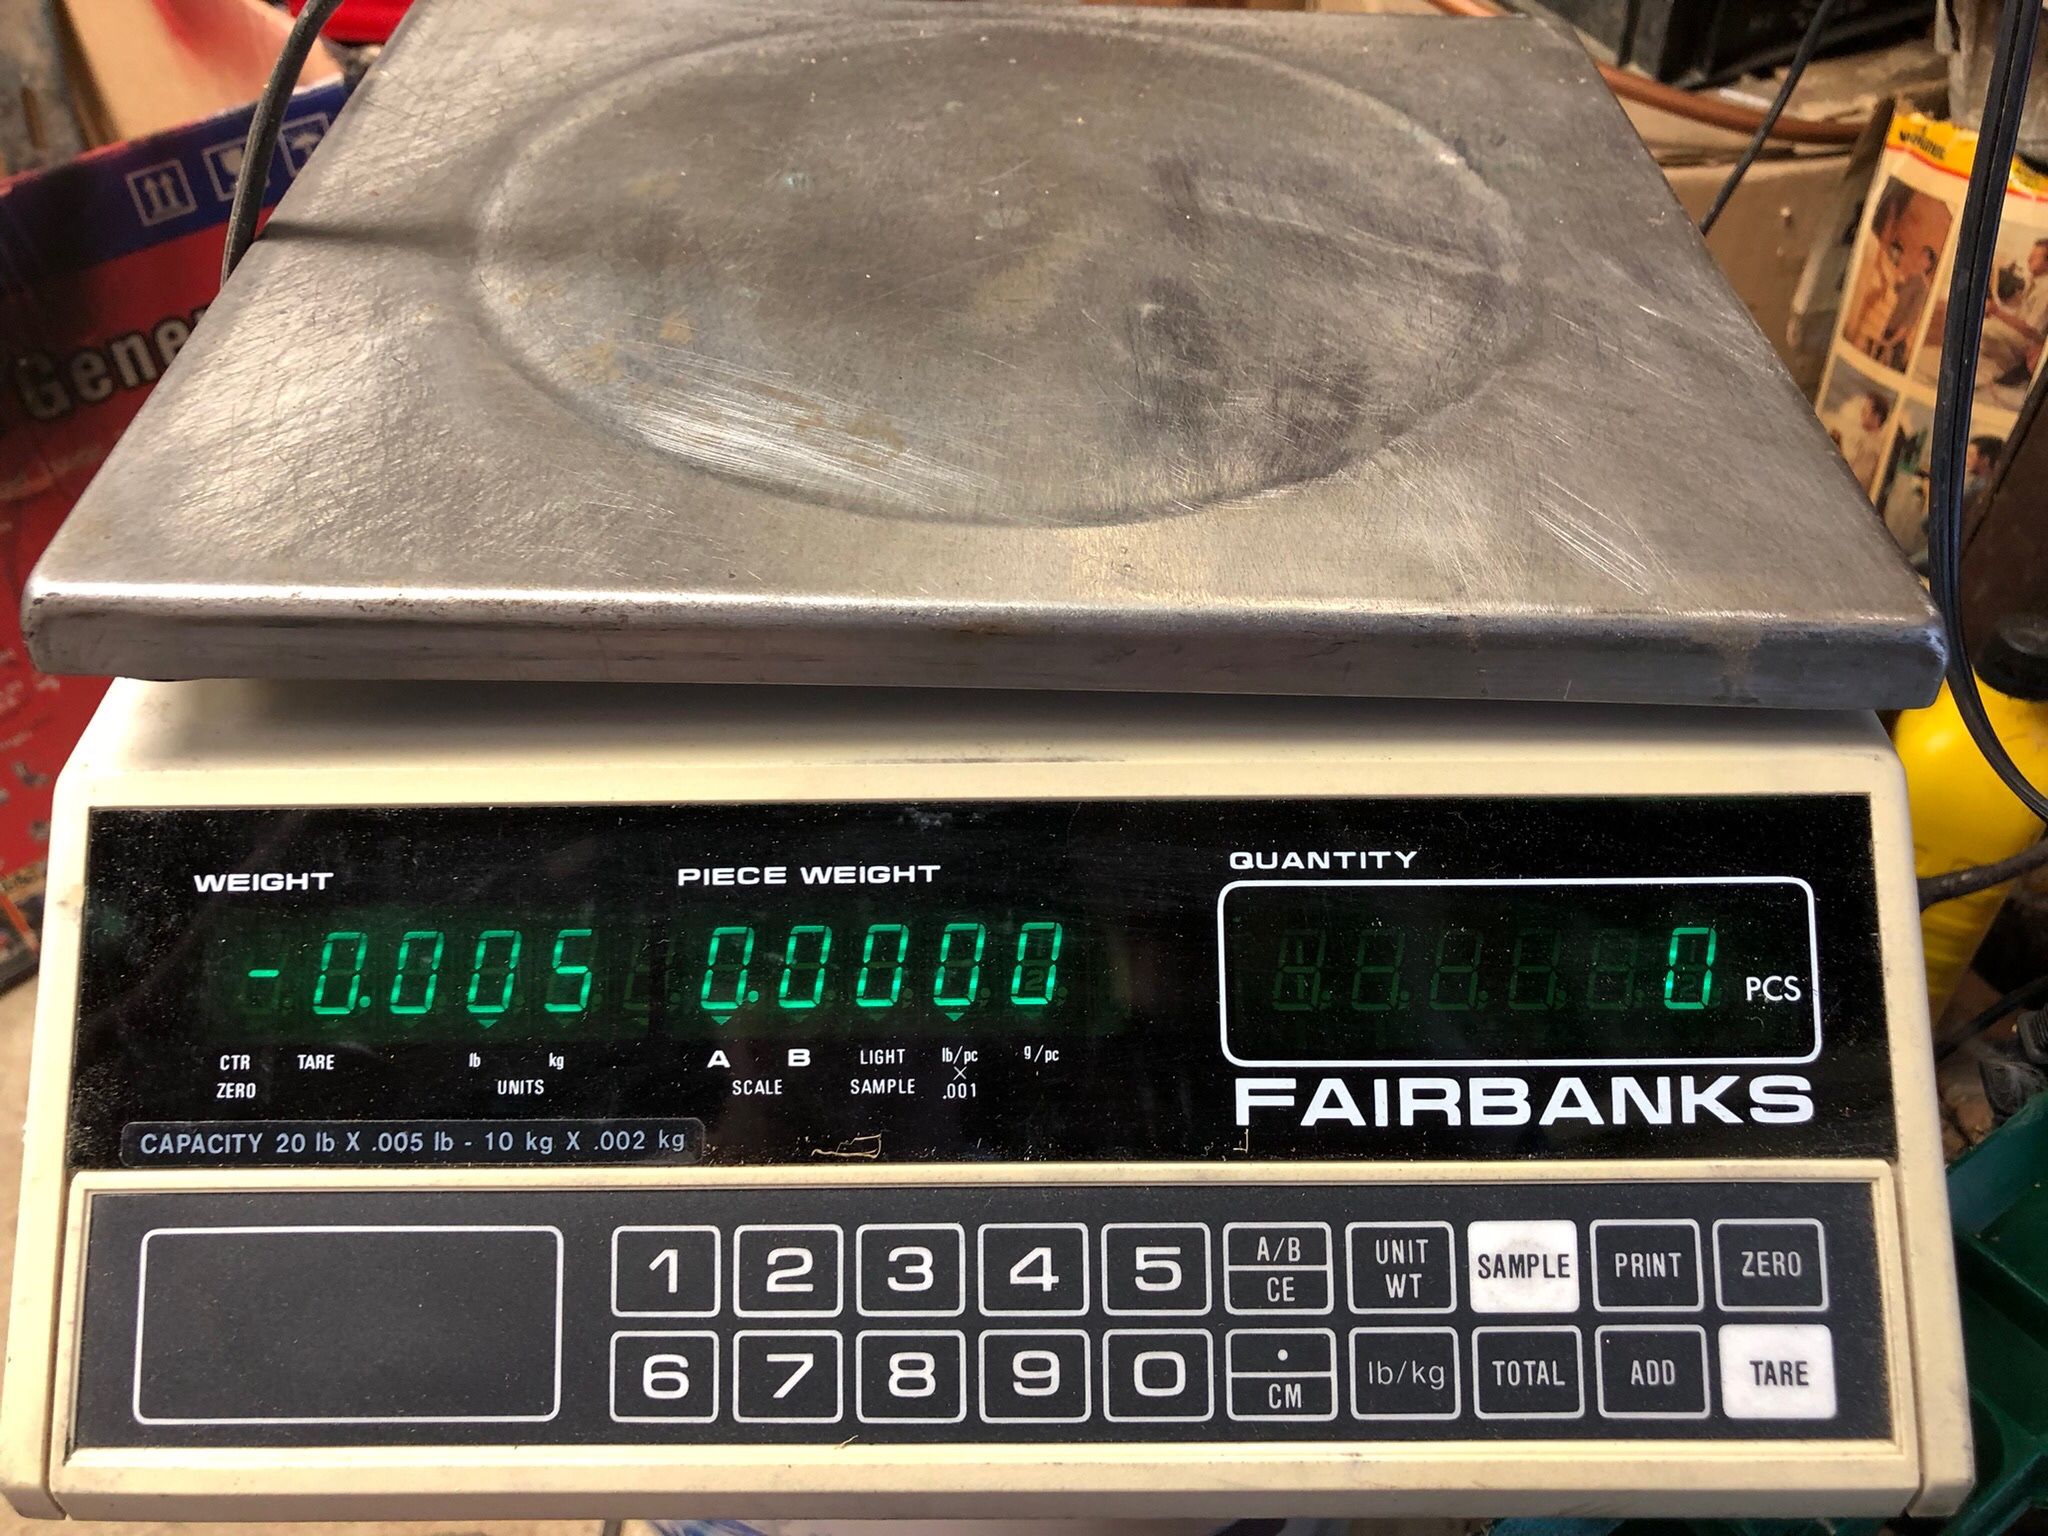 Gene
WEIGHT
PIECE WEIGHT
QUANTITY
-0.005
0.0000
0 PCS
CTR ZERO
TARE
lb kg
UNITS
A B
SCALE
LIGHT SAMPLE
lb/pc X .001
g/pc
FAIRBANKS
CAPACITY 20 lb X .005 lb - 10 kg X .002 kg
1 2 3 4 5 A/B CE UNIT WT SAMPLE PRINT ZERO
6 7 8 9 0 • CM lb/kg TOTAL ADD TARE